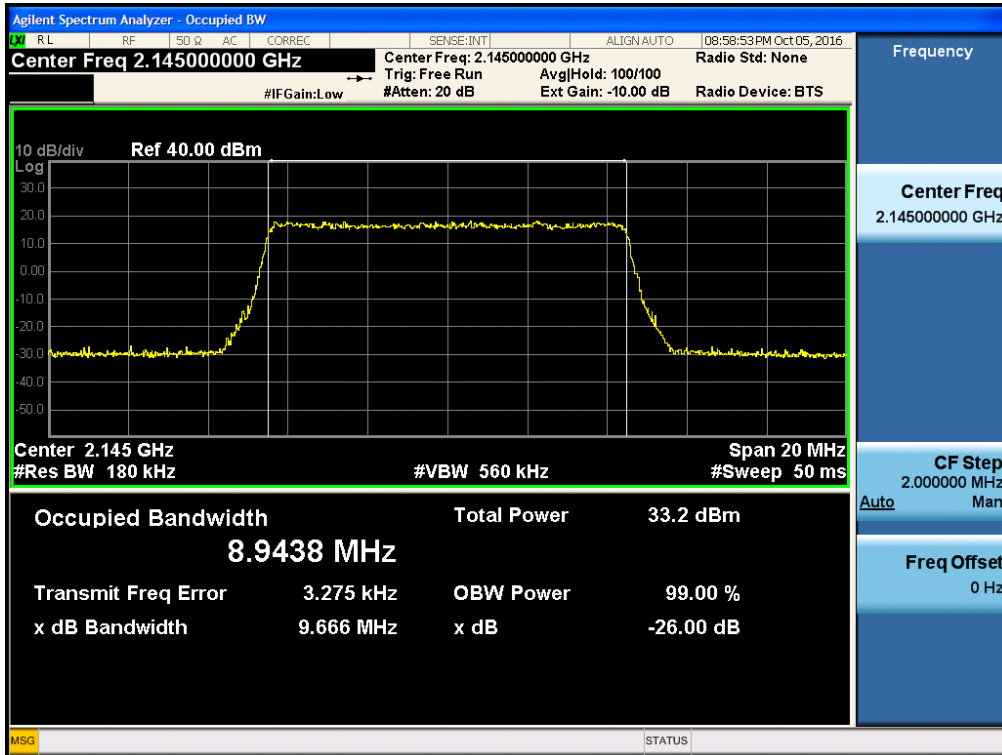 Agilent Spectrum Analyzer - Occupied BW
LXI RL RF 50 Ω AC CORREC SENSE:INT ALIGN AUTO 08:58:53 PM Oct 05, 2016
Center Freq 2.145000000 GHz
Center Freq: 2.145000000 GHz Radio Std: None
Trig: Free Run Avg|Hold: 100/100
#IFGain:Low #Atten: 20 dB Ext Gain: -10.00 dB Radio Device: BTS
10 dB/div Ref 40.00 dBm
Log
30.0
20.0
10.0
0.00
-10.0
-20.0
-30.0
-40.0
-50.0
Center 2.145 GHz Span 20 MHz
#Res BW 180 kHz #VBW 560 kHz #Sweep 50 ms
Occupied Bandwidth Total Power 33.2 dBm
8.9438 MHz
Transmit Freq Error 3.275 kHz OBW Power 99.00 %
x dB Bandwidth 9.666 MHz x dB -26.00 dB
Frequency
Center Freq
2.145000000 GHz
CF Step
2.000000 MHz
Auto Man
Freq Offset
0 Hz
MSG STATUS